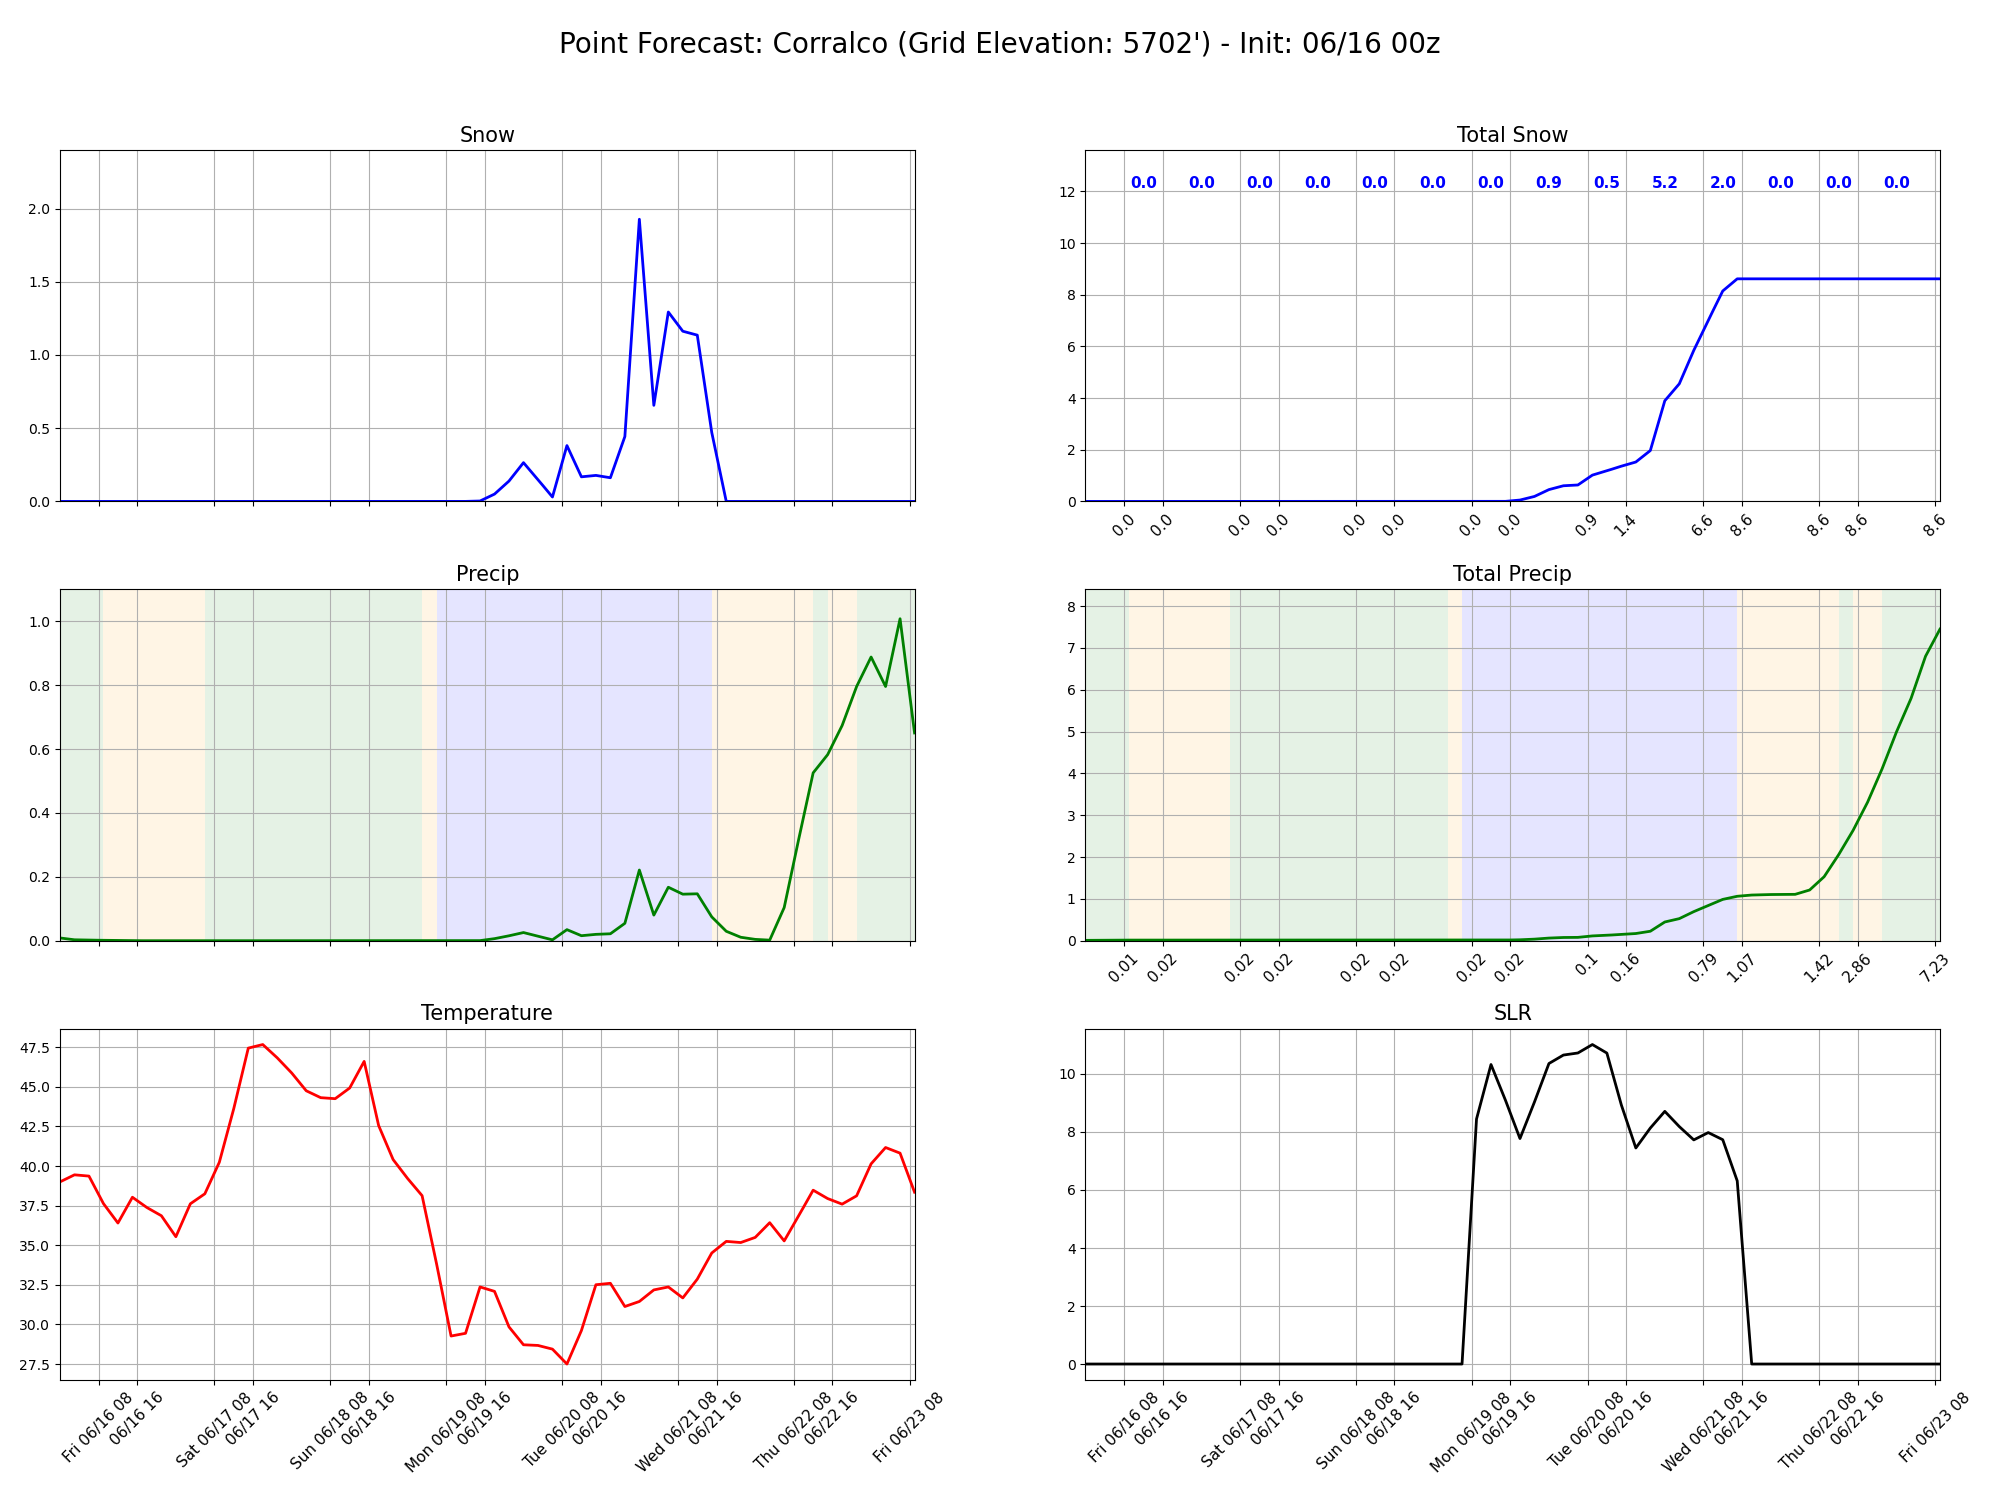 Point Forecast: Corralco (Grid Elevation: 5702') - Init: 06/16 00z
Snow
2.0
1.5
1.0
0.5
0.0
Total Snow
0.0 0.0 0.0 0.0 0.0 0.0 0.0 0.9 0.5 5.2 2.0 0.0 0.0 0.0
12
10
8
6
4
2
0
0.0 0.0 0.0 0.0 0.0 0.0 0.0 0.0 0.9 1.4 6.6 8.6 8.6 8.6 8.6
Precip
1.0
0.8
0.6
0.4
0.2
0.0
Total Precip
8
7
6
5
4
3
2
1
0
0.01 0.02 0.02 0.02 0.02 0.02 0.02 0.02 0.1 0.16 0.79 1.07 1.42 2.86 7.23
Temperature
47.5
45.0
42.5
40.0
37.5
35.0
32.5
30.0
27.5
Fri 06/16 08
06/16 16
Sat 06/17 08
06/17 16
Sun 06/18 08
06/18 16
Mon 06/19 08
06/19 16
Tue 06/20 08
06/20 16
Wed 06/21 08
06/21 16
Thu 06/22 08
06/22 16
Fri 06/23 08
SLR
10
8
6
4
2
0
Fri 06/16 08
06/16 16
Sat 06/17 08
06/17 16
Sun 06/18 08
06/18 16
Mon 06/19 08
06/19 16
Tue 06/20 08
06/20 16
Wed 06/21 08
06/21 16
Thu 06/22 08
06/22 16
Fri 06/23 08